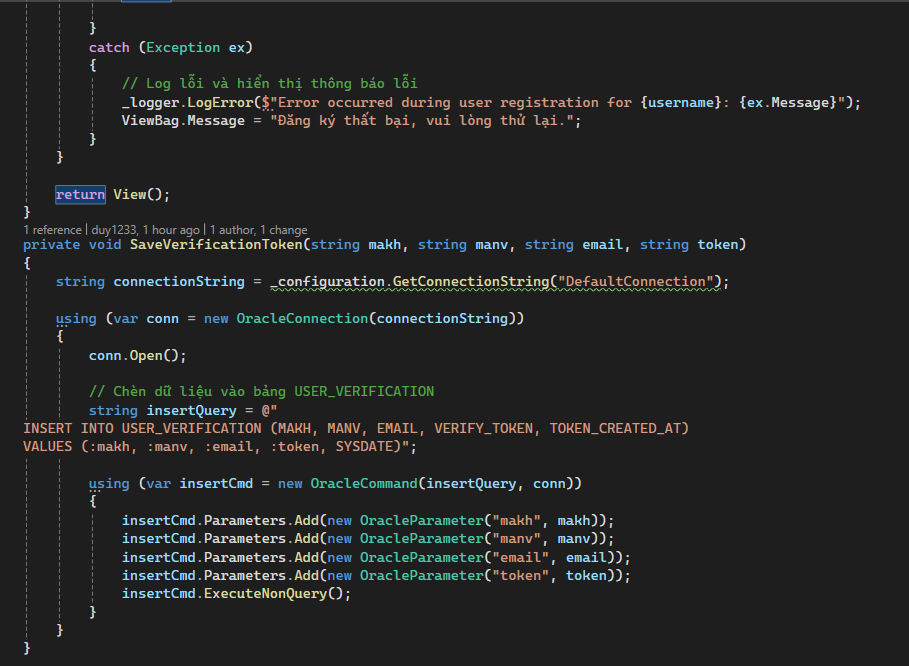 }
catch (Exception ex)
{
// Log lỗi và hiển thị thông báo lỗi
_logger.LogError($"Error occurred during user registration for {username}: {ex.Message}");
ViewBag.Message = "Đăng ký thất bại, vui lòng thử lại.";
}
}
return View();
}
1 reference | duy1233, 1 hour ago | 1 author, 1 change
private void SaveVerificationToken(string makh, string manv, string email, string token)
{
string connectionString = _configuration.GetConnectionString("DefaultConnection");
using (var conn = new OracleConnection(connectionString))
{
conn.Open();
// Chèn dữ liệu vào bảng USER_VERIFICATION
string insertQuery = @"
INSERT INTO USER_VERIFICATION (MAKH, MANV, EMAIL, VERIFY_TOKEN, TOKEN_CREATED_AT)
VALUES (:makh, :manv, :email, :token, SYSDATE)";
using (var insertCmd = new OracleCommand(insertQuery, conn))
{
insertCmd.Parameters.Add(new OracleParameter("makh", makh));
insertCmd.Parameters.Add(new OracleParameter("manv", manv));
insertCmd.Parameters.Add(new OracleParameter("email", email));
insertCmd.Parameters.Add(new OracleParameter("token", token));
insertCmd.ExecuteNonQuery();
}
}
}